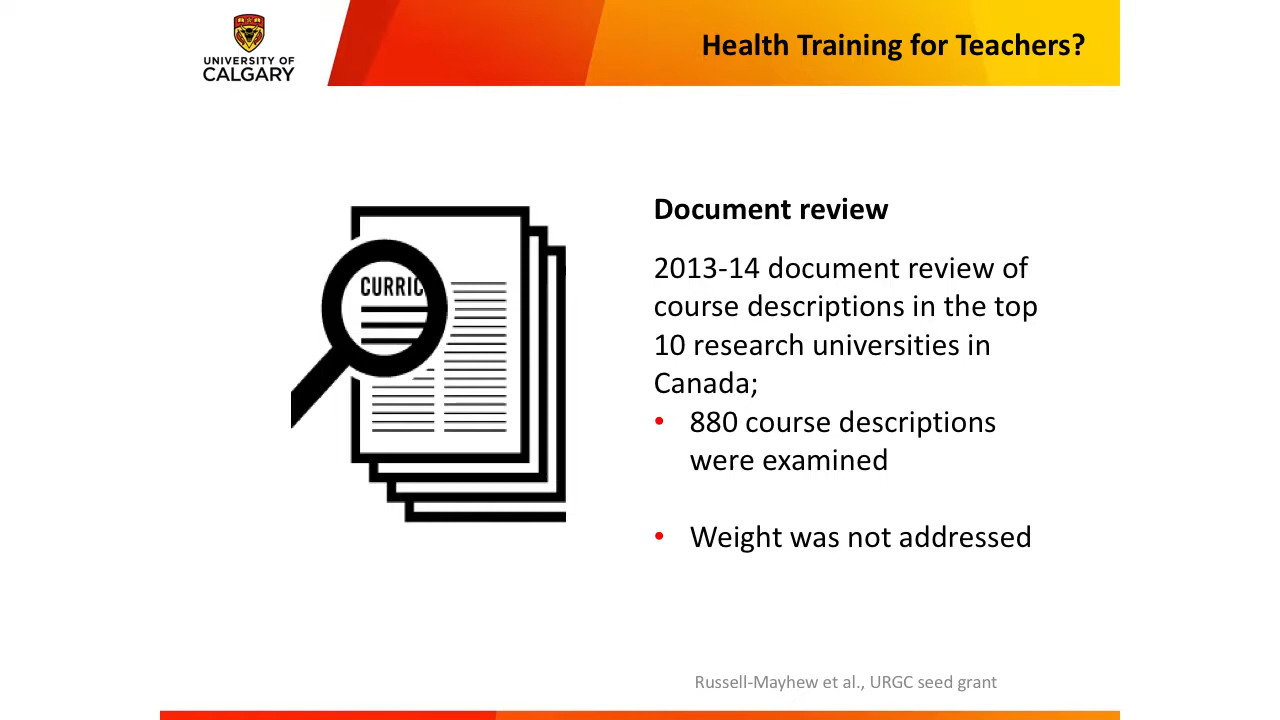 UNIVERSITY OF
CALGARY
Health Training for Teachers?
CURRIC
Document review
2013-14 document review of
course descriptions in the top
10 research universities in
Canada;
• 880 course descriptions
were examined
• Weight was not addressed
Russell-Mayhew et al., URGC seed grant